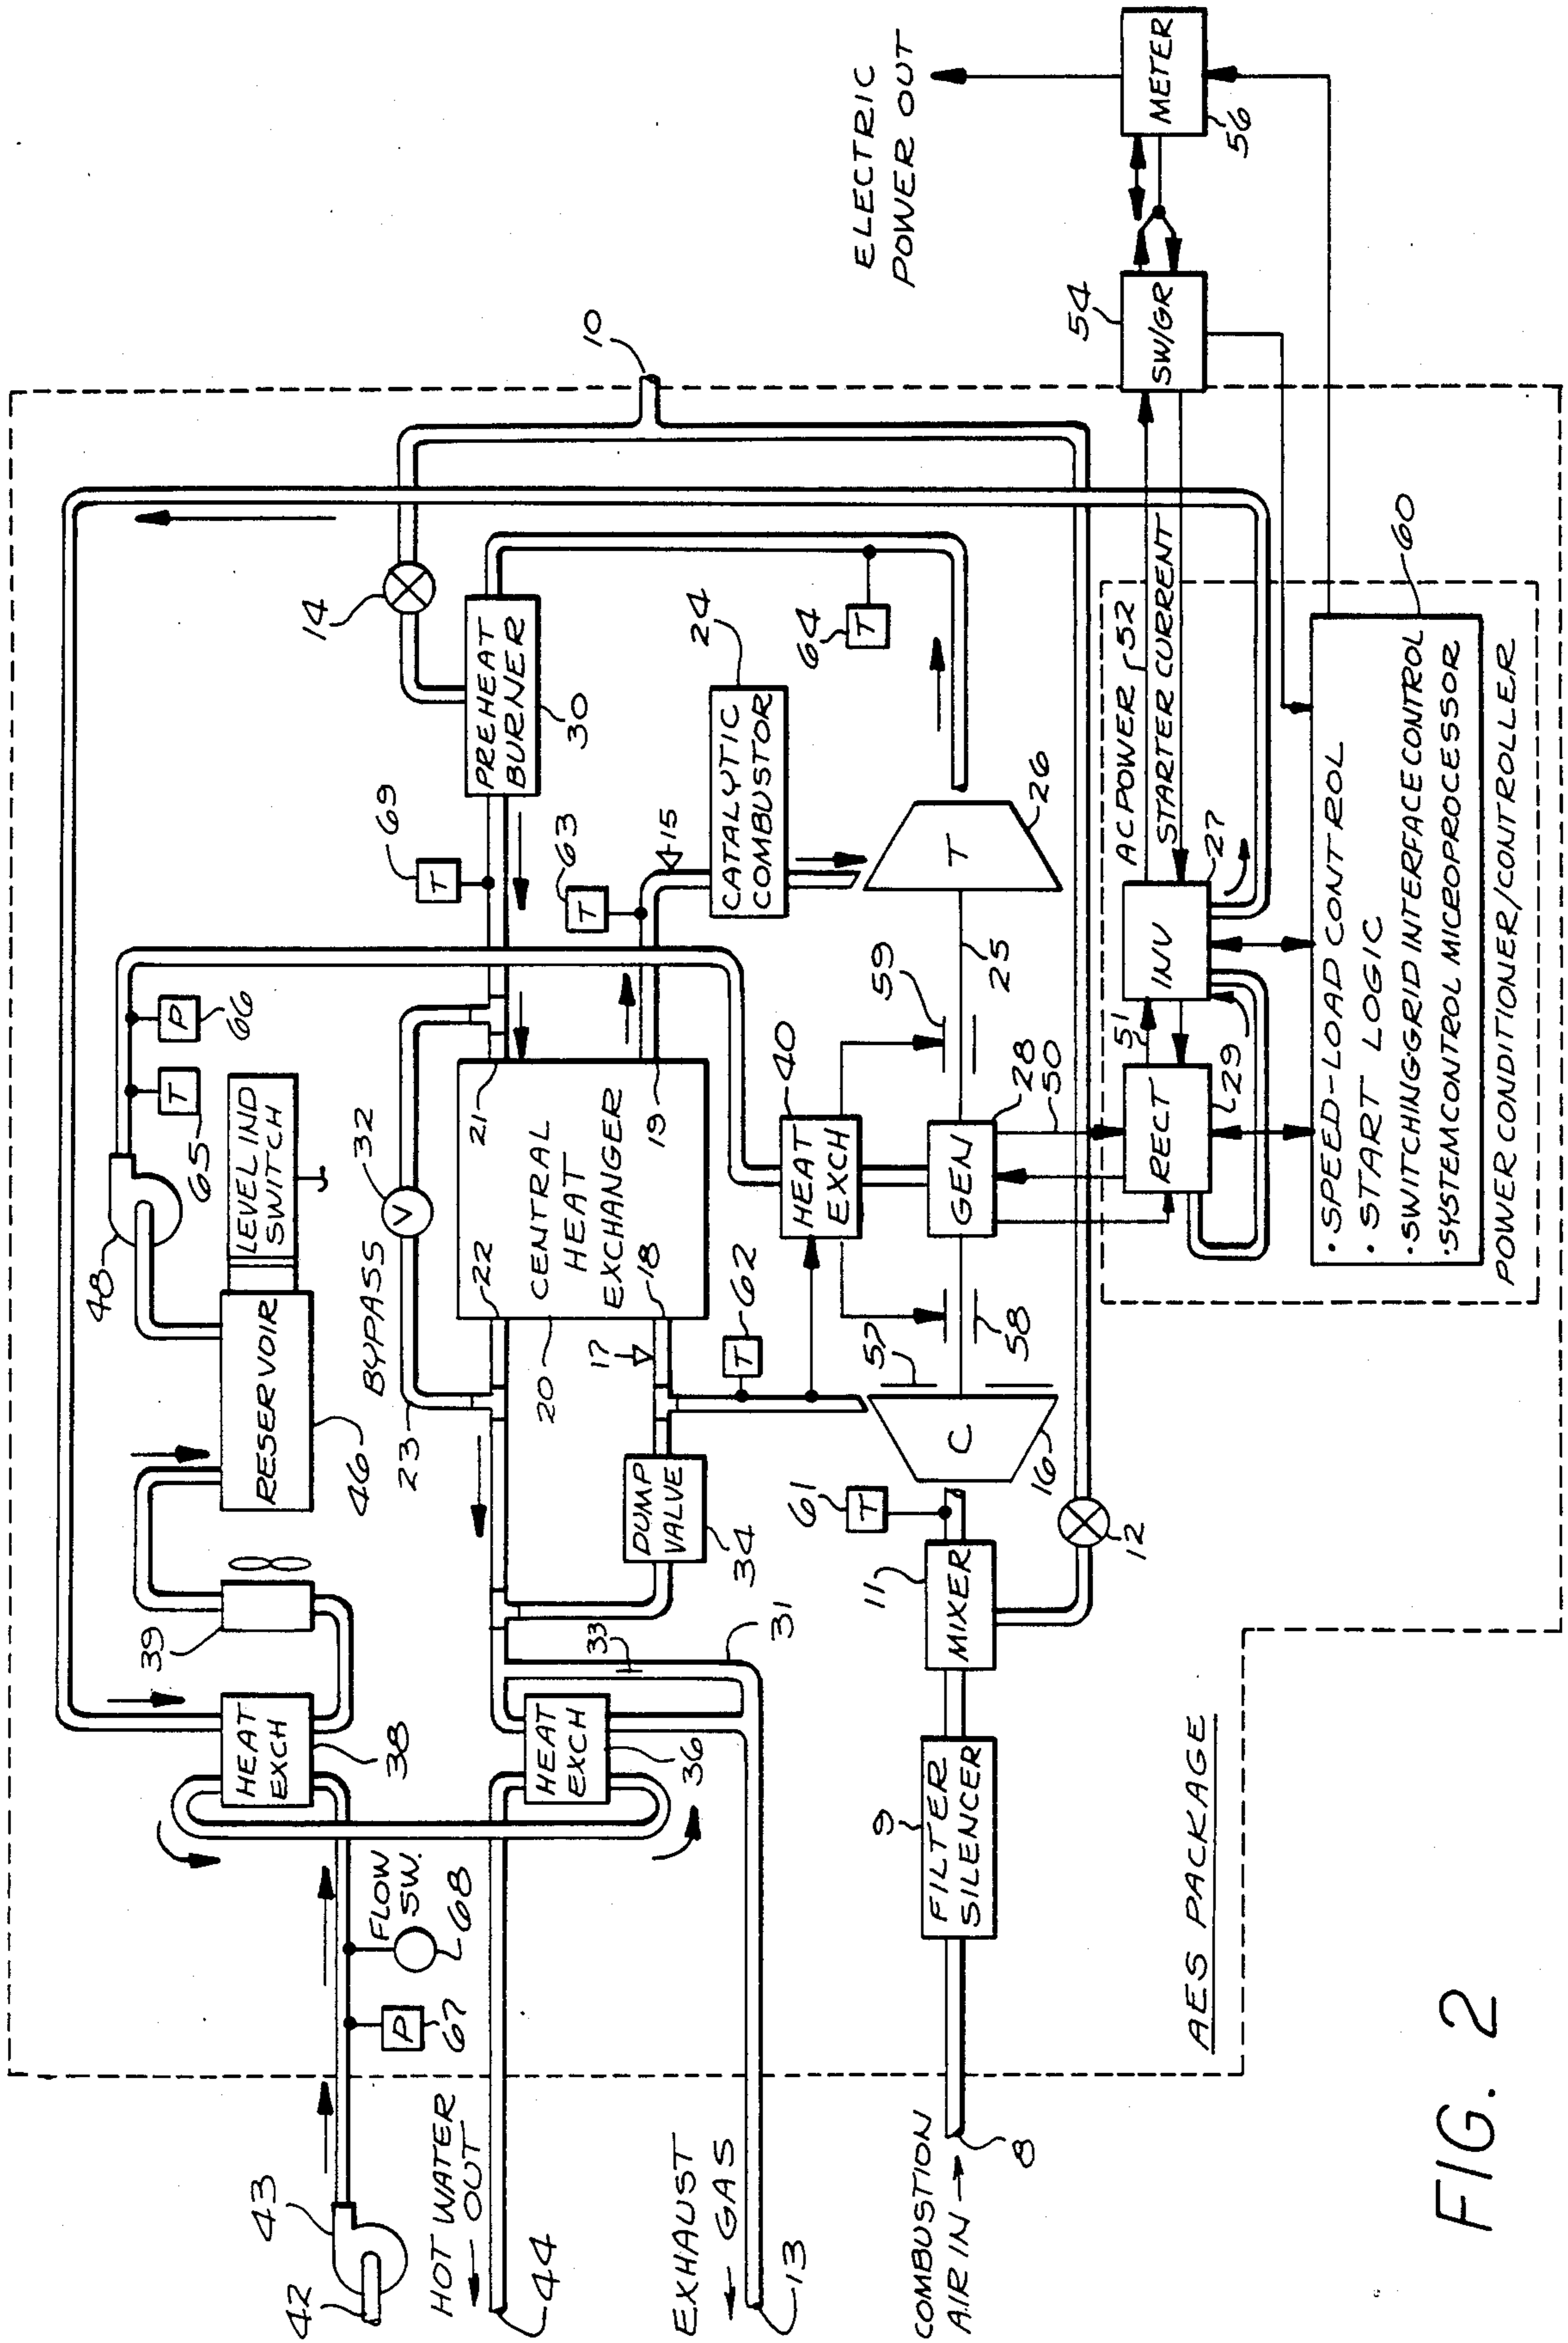 42
43
HOT WATER
OUT
44
EXHAUST
GAS
13
COMBUSTION
AIR IN
8
P
67
FLOW
SW.
68
HEAT
EXCH
38
39
HEAT
EXCH
36
33
31
FILTER
SILENCER
9
MIXER
11
T
61
12
RESERVOIR
46
LEVEL IND
SWITCH
48
T
65
P
66
BYPASS
23
V
32
22
21
CENTRAL
HEAT
EXCHANGER
18
19
20
17
DUMP
VALVE
34
T
62
C
16
57
58
HEAT
EXCH
40
59
GEN
28
50
25
T
69
T
63
15
PREHEAT
BURNER
30
14
CATALYTIC
COMBUSTOR
24
T
26
T
64
10
RECT
29
51
INV
27
AC POWER
52
STARTER CURRENT
SW/GR
54
METER
56
ELECTRIC
POWER OUT
· SPEED-LOAD CONTROL
· START LOGIC
· SWITCHING-GRID INTERFACE CONTROL
· SYSTEM CONTROL MICROPROCESSOR
60
POWER CONDITIONER/CONTROLLER
AES PACKAGE
FIG. 2